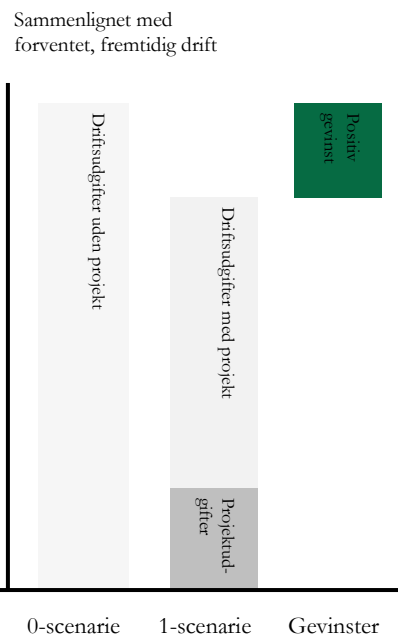 Sammenlignet med
forventet, fremtidig drift
Driftsudgifter uden projekt
Driftsudgifter med projekt
Projektud-
gifter
Positiv
gevinst
0-scenarie
1-scenarie
Gevinster